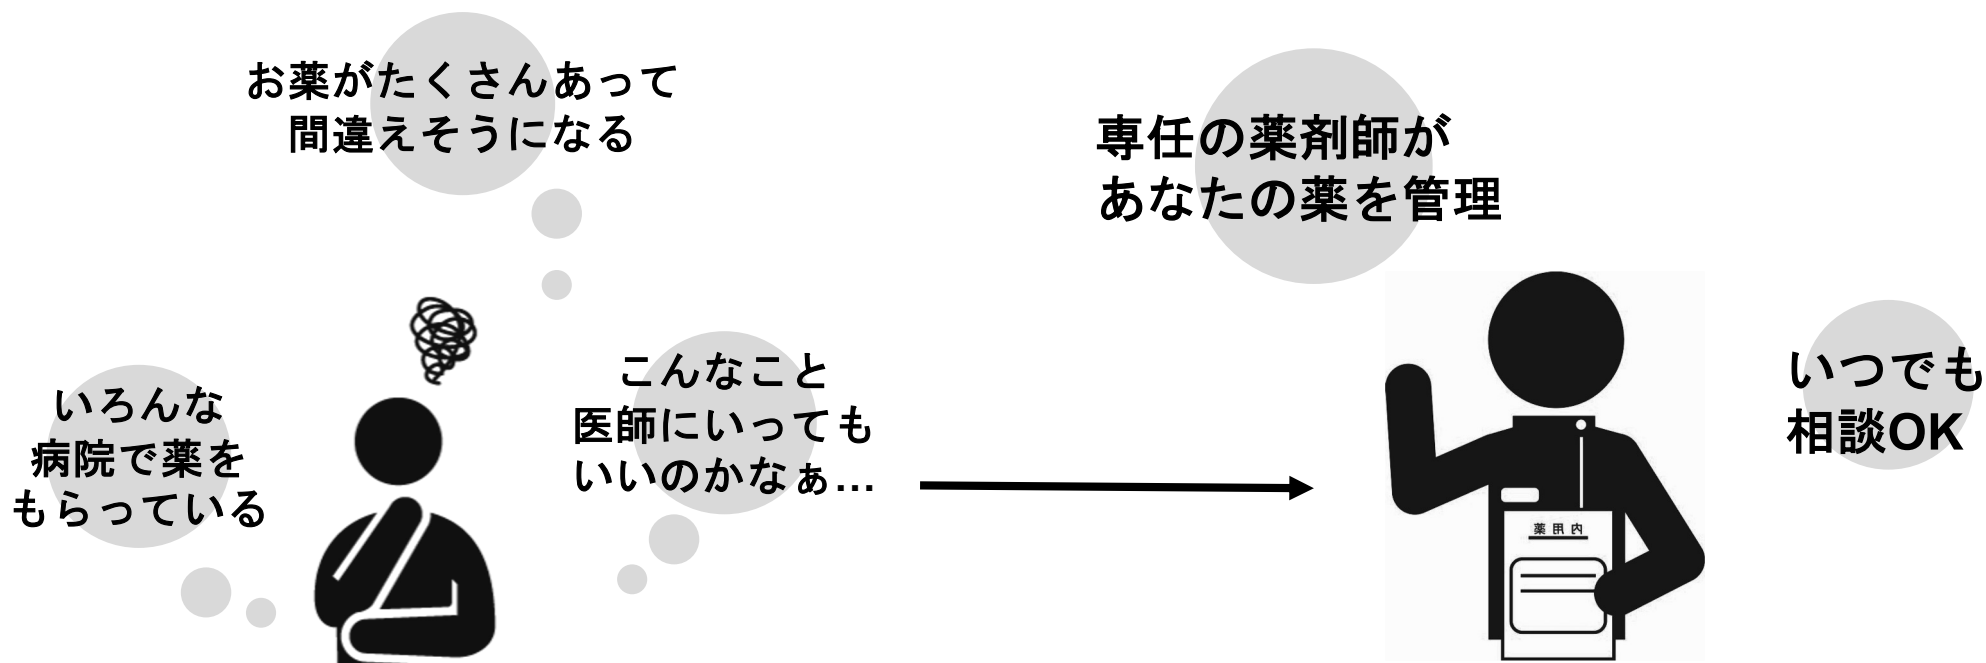 お薬がたくさんあって
間違えそうになる
いろんな
病院で薬を
もらっている
こんなこと
医師にいっても
いいのかなぁ…
専任の薬剤師が
あなたの薬を管理
いつでも
相談OK
内用薬